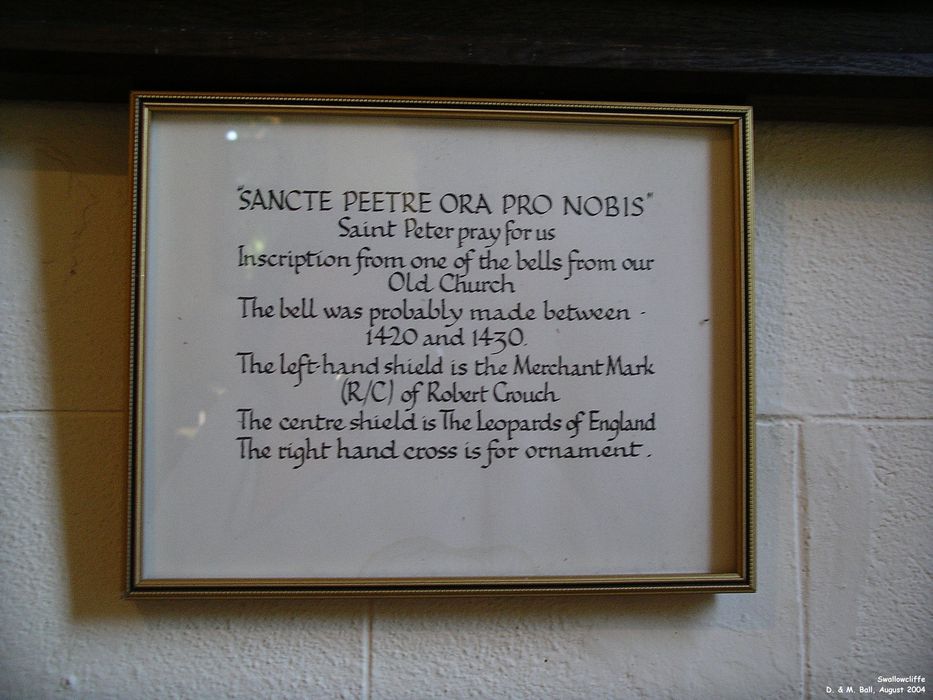 "SANCTE PEETRE ORA PRO NOBIS"
Saint Peter pray for us
Inscription from one of the bells from our
Old Church
The bell was probably made between -
1420 and 1430.
The left-hand shield is the Merchant Mark
(R/C) of Robert Crouch
The centre shield is The Leopards of England
The right hand cross is for ornament.
Swallowcliffe
D. & M. Ball, August 2004